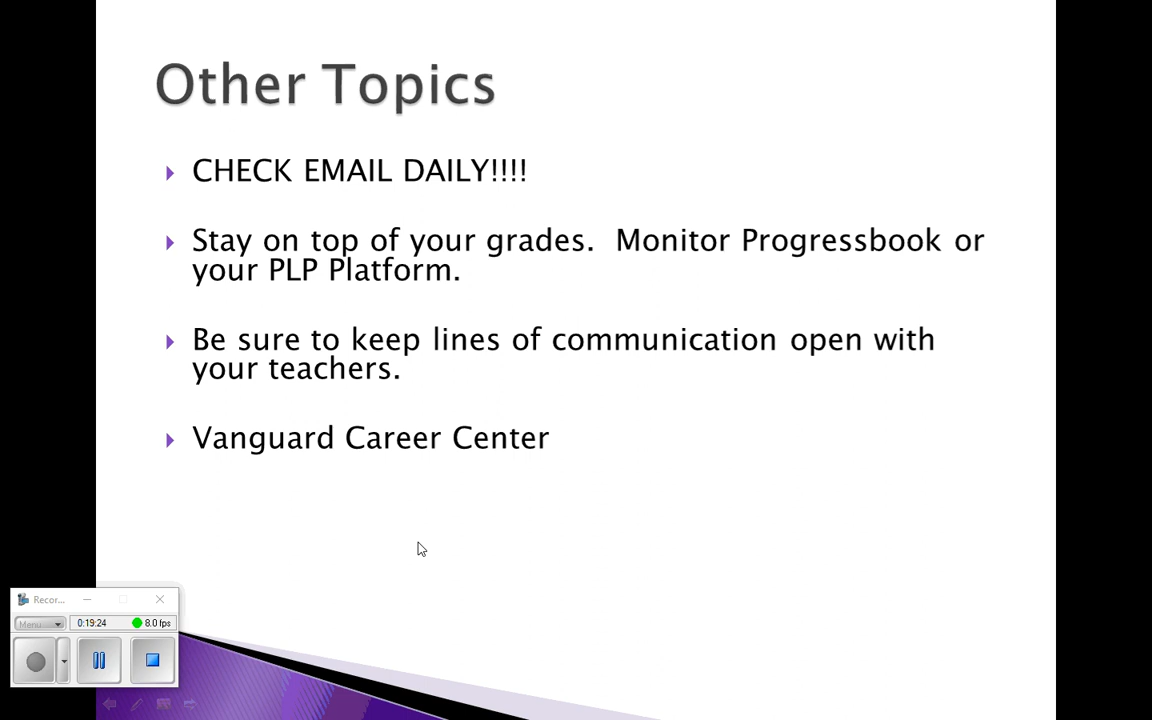 Other Topics
CHECK EMAIL DAILY!!!!
Stay on top of your grades.  Monitor Progressbook or
your PLP Platform.
Be sure to keep lines of communication open with
your teachers.
Vanguard Career Center
Recor...
Menu
0:19:24
8.0 fps